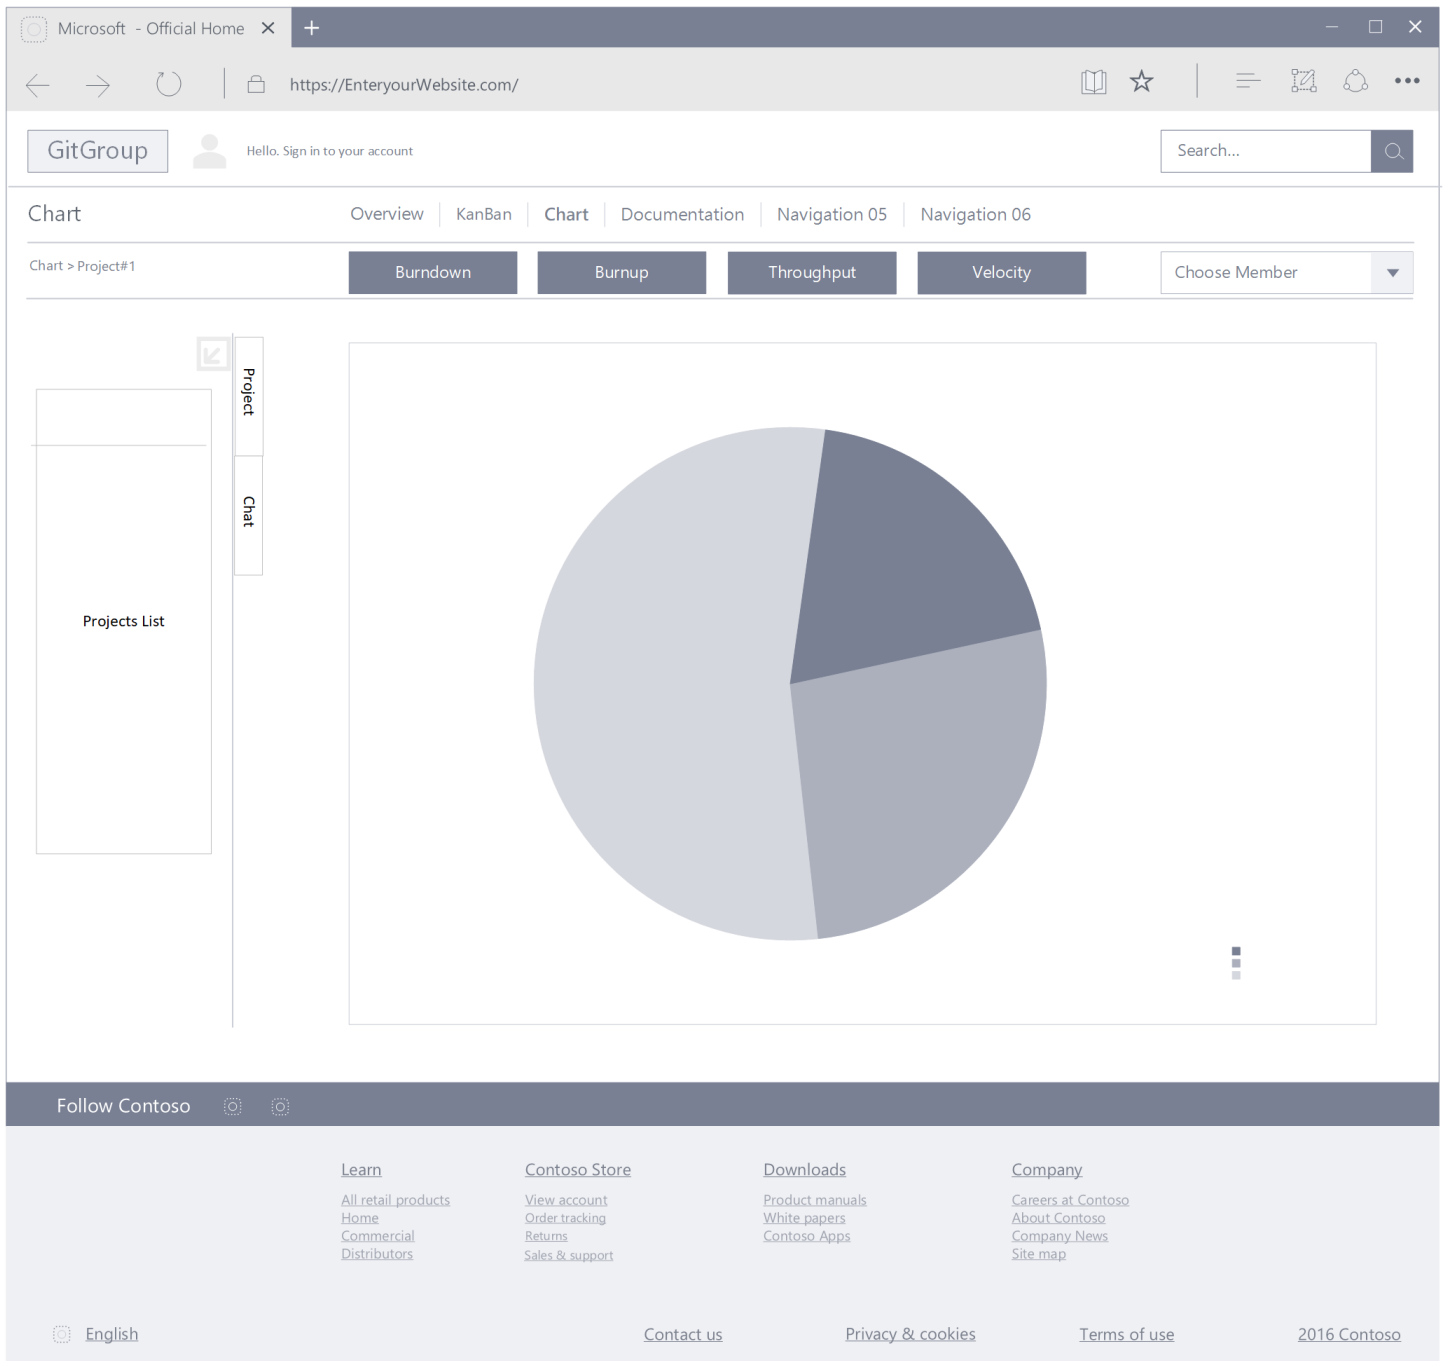 Microsoft - Official Home
https://EnteryourWebsite.com/
GitGroup
Hello. Sign in to your account
Search...
Chart
Overview
KanBan
Chart
Documentation
Navigation 05
Navigation 06
Chart > Project#1
Burndown
Burnup
Throughput
Velocity
Choose Member
Project
Chat
Projects List
Follow Contoso
Learn
All retail products
Home
Commercial
Distributors
Contoso Store
View account
Order tracking
Returns
Sales & support
Downloads
Product manuals
White papers
Contoso Apps
Company
Careers at Contoso
About Contoso
Company News
Site map
English
Contact us
Privacy & cookies
Terms of use
2016 Contoso